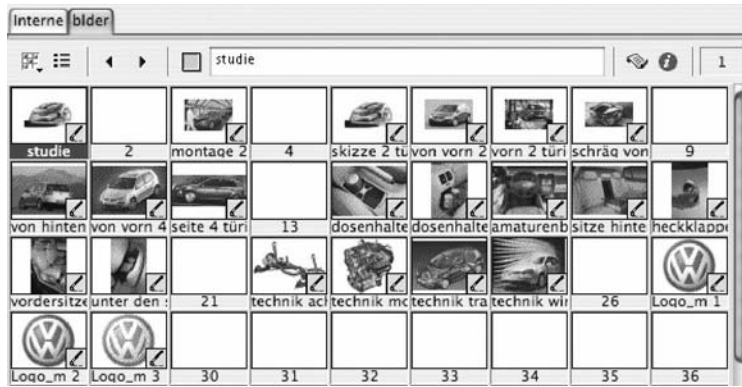 Interne bilder
studie
1
studie 2 montage 2 4 skizze 2 tü von vorn 2 vorn 2 türi schräg von 9
von hinten von vorn 4 seite 4 türi 13 dosenhalte dosenhalte amaturenb sitze hinte heckklappe
vordersitze unter den s 21 technik ach technik mo technik tra technik wir 26 Logo_m 1
Logo_m 2 Logo_m 3 30 31 32 33 34 35 36